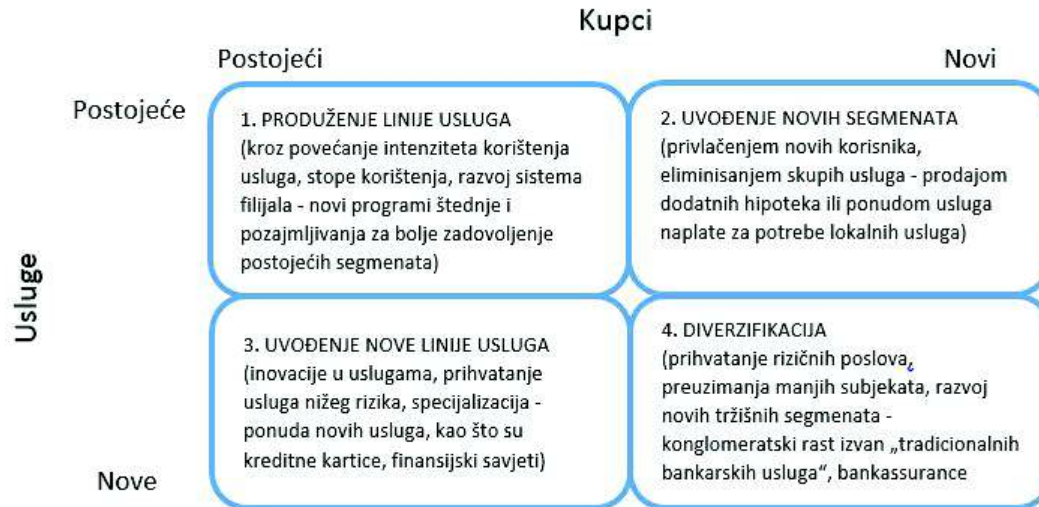 Kupci
Postojeći
Novi
Postojeće
1. PRODUŽENJE LINIJE USLUGA
(kroz povećanje intenziteta korištenja
usluga, stope korištenja, razvoj sistema
filijala - novi programi štednje i
pozajmljivanja za bolje zadovoljenje
postojećih segmenata)
2. UVOĐENJE NOVIH SEGMENATA
(privlačenjem novih korisnika,
eliminisanjem skupih usluga - prodajom
dodatnih hipoteka ili ponudom usluga
naplate za potrebe lokalnih usluga)
Usluge
3. UVOĐENJE NOVE LINIJE USLUGA
(inovacije u uslugama, prihvatanje
usluga nižeg rizika, specijalizacija -
ponuda novih usluga, kao što su
kreditne kartice, finansijski savjeti)
4. DIVERZIFIKACIJA
(prihvatanje rizičnih poslova,
preuzimanja manjih subjekata, razvoj
novih tržišnih segmenata -
konglomeratski rast izvan „tradicionalnih
bankarskih usluga“, bankassurance
Nove